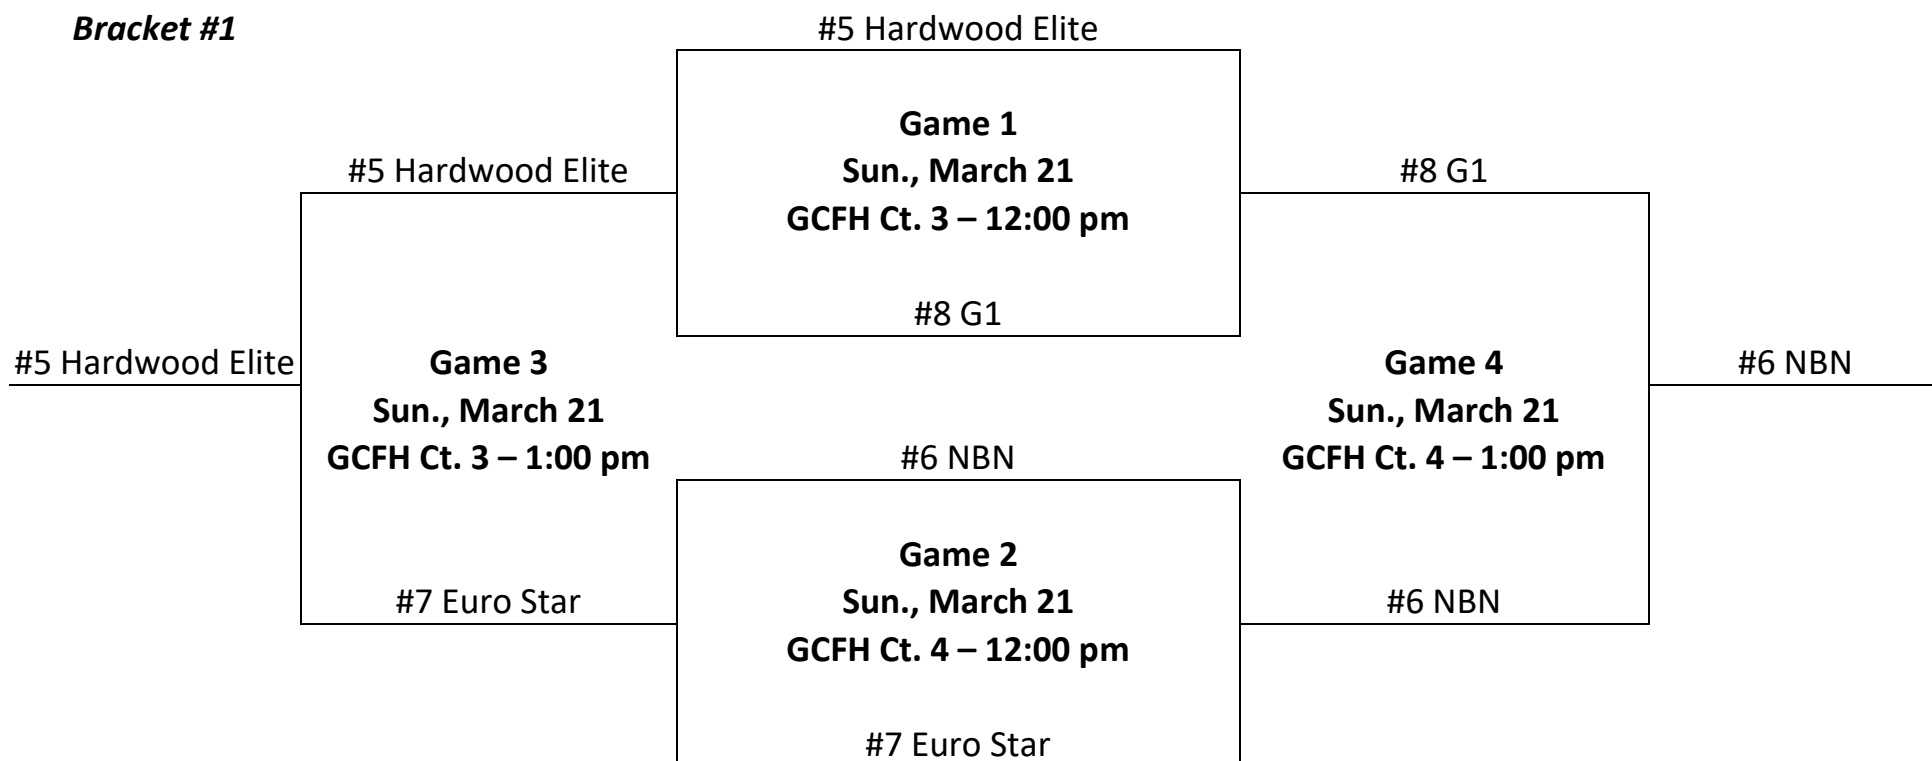 Bracket #1
#5 Hardwood Elite
Game 1
Sun., March 21
GCFH Ct. 3 – 12:00 pm
#5 Hardwood Elite
#8 G1
#8 G1
#5 Hardwood Elite
Game 3
Sun., March 21
GCFH Ct. 3 – 1:00 pm
Game 4
Sun., March 21
GCFH Ct. 4 – 1:00 pm
#6 NBN
#6 NBN
Game 2
Sun., March 21
GCFH Ct. 4 – 12:00 pm
#7 Euro Star
#6 NBN
#7 Euro Star